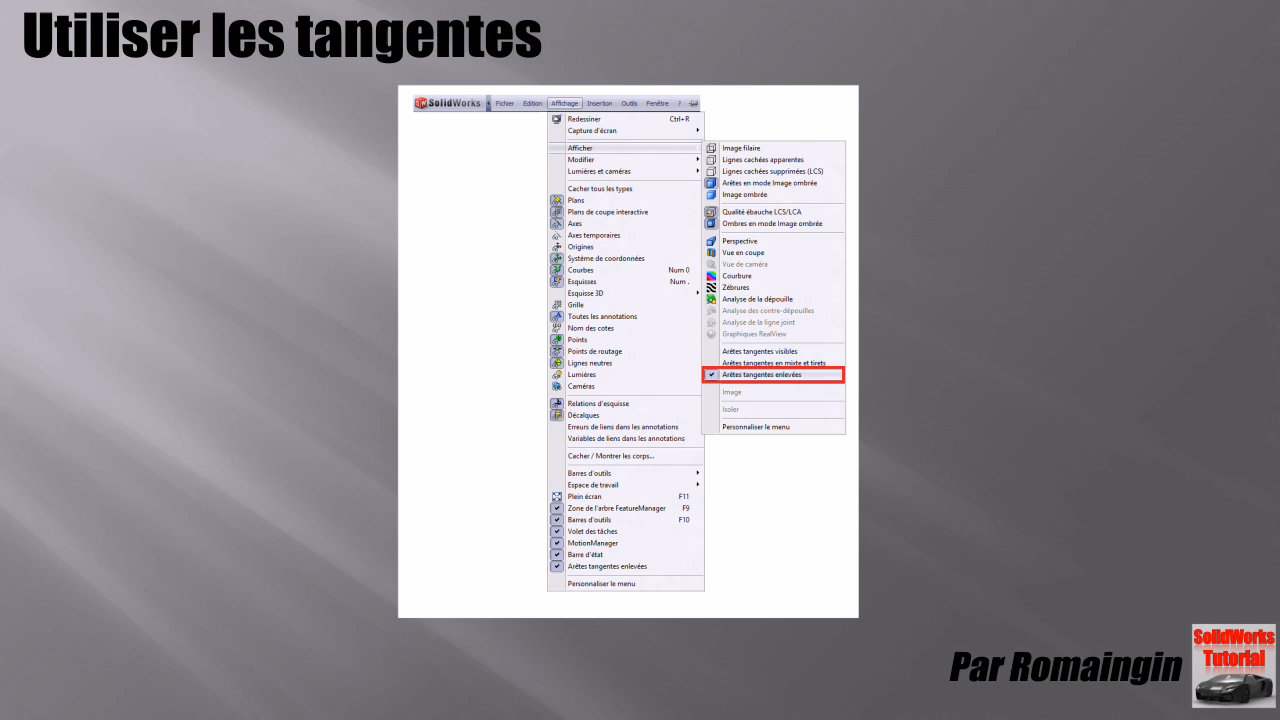 Utiliser les tangentes
SolidWorks Fichier Edition Affichage Insertion Outils Fenêtre ?
Redessiner Ctrl+R
Capture d'écran
Afficher
Modifier
Lumières et caméras
Cacher tous les types
Plans
Plans de coupe interactive
Axes
Axes temporaires
Origines
Système de coordonnées
Courbes Num 0
Esquisses Num .
Esquisse 3D
Grille
Toutes les annotations
Nom des cotes
Points
Points de routage
Lignes neutres
Lumières
Caméras
Relations d'esquisse
Décalques
Erreurs de liens dans les annotations
Variables de liens dans les annotations
Cacher / Montrer les corps...
Barres d'outils
Espace de travail
Plein écran F11
Zone de l'arbre FeatureManager F9
Barres d'outils F10
Volet des tâches
MotionManager
Barre d'état
Arêtes tangentes enlevées
Personnaliser le menu
Image filaire
Lignes cachées apparentes
Lignes cachées supprimées (LCS)
Arêtes en mode Image ombrée
Image ombrée
Qualité ébauche LCS/LCA
Ombres en mode Image ombrée
Perspective
Vue en coupe
Vue de caméra
Courbure
Zébrures
Analyse de la dépouille
Analyse des contre-dépouilles
Analyse de la ligne joint
Graphiques RealView
Arêtes tangentes visibles
Arêtes tangentes en mixte et tirets
Arêtes tangentes enlevées
Image
Isoler
Personnaliser le menu
Par Romaingin
SolidWorks
Tutorial